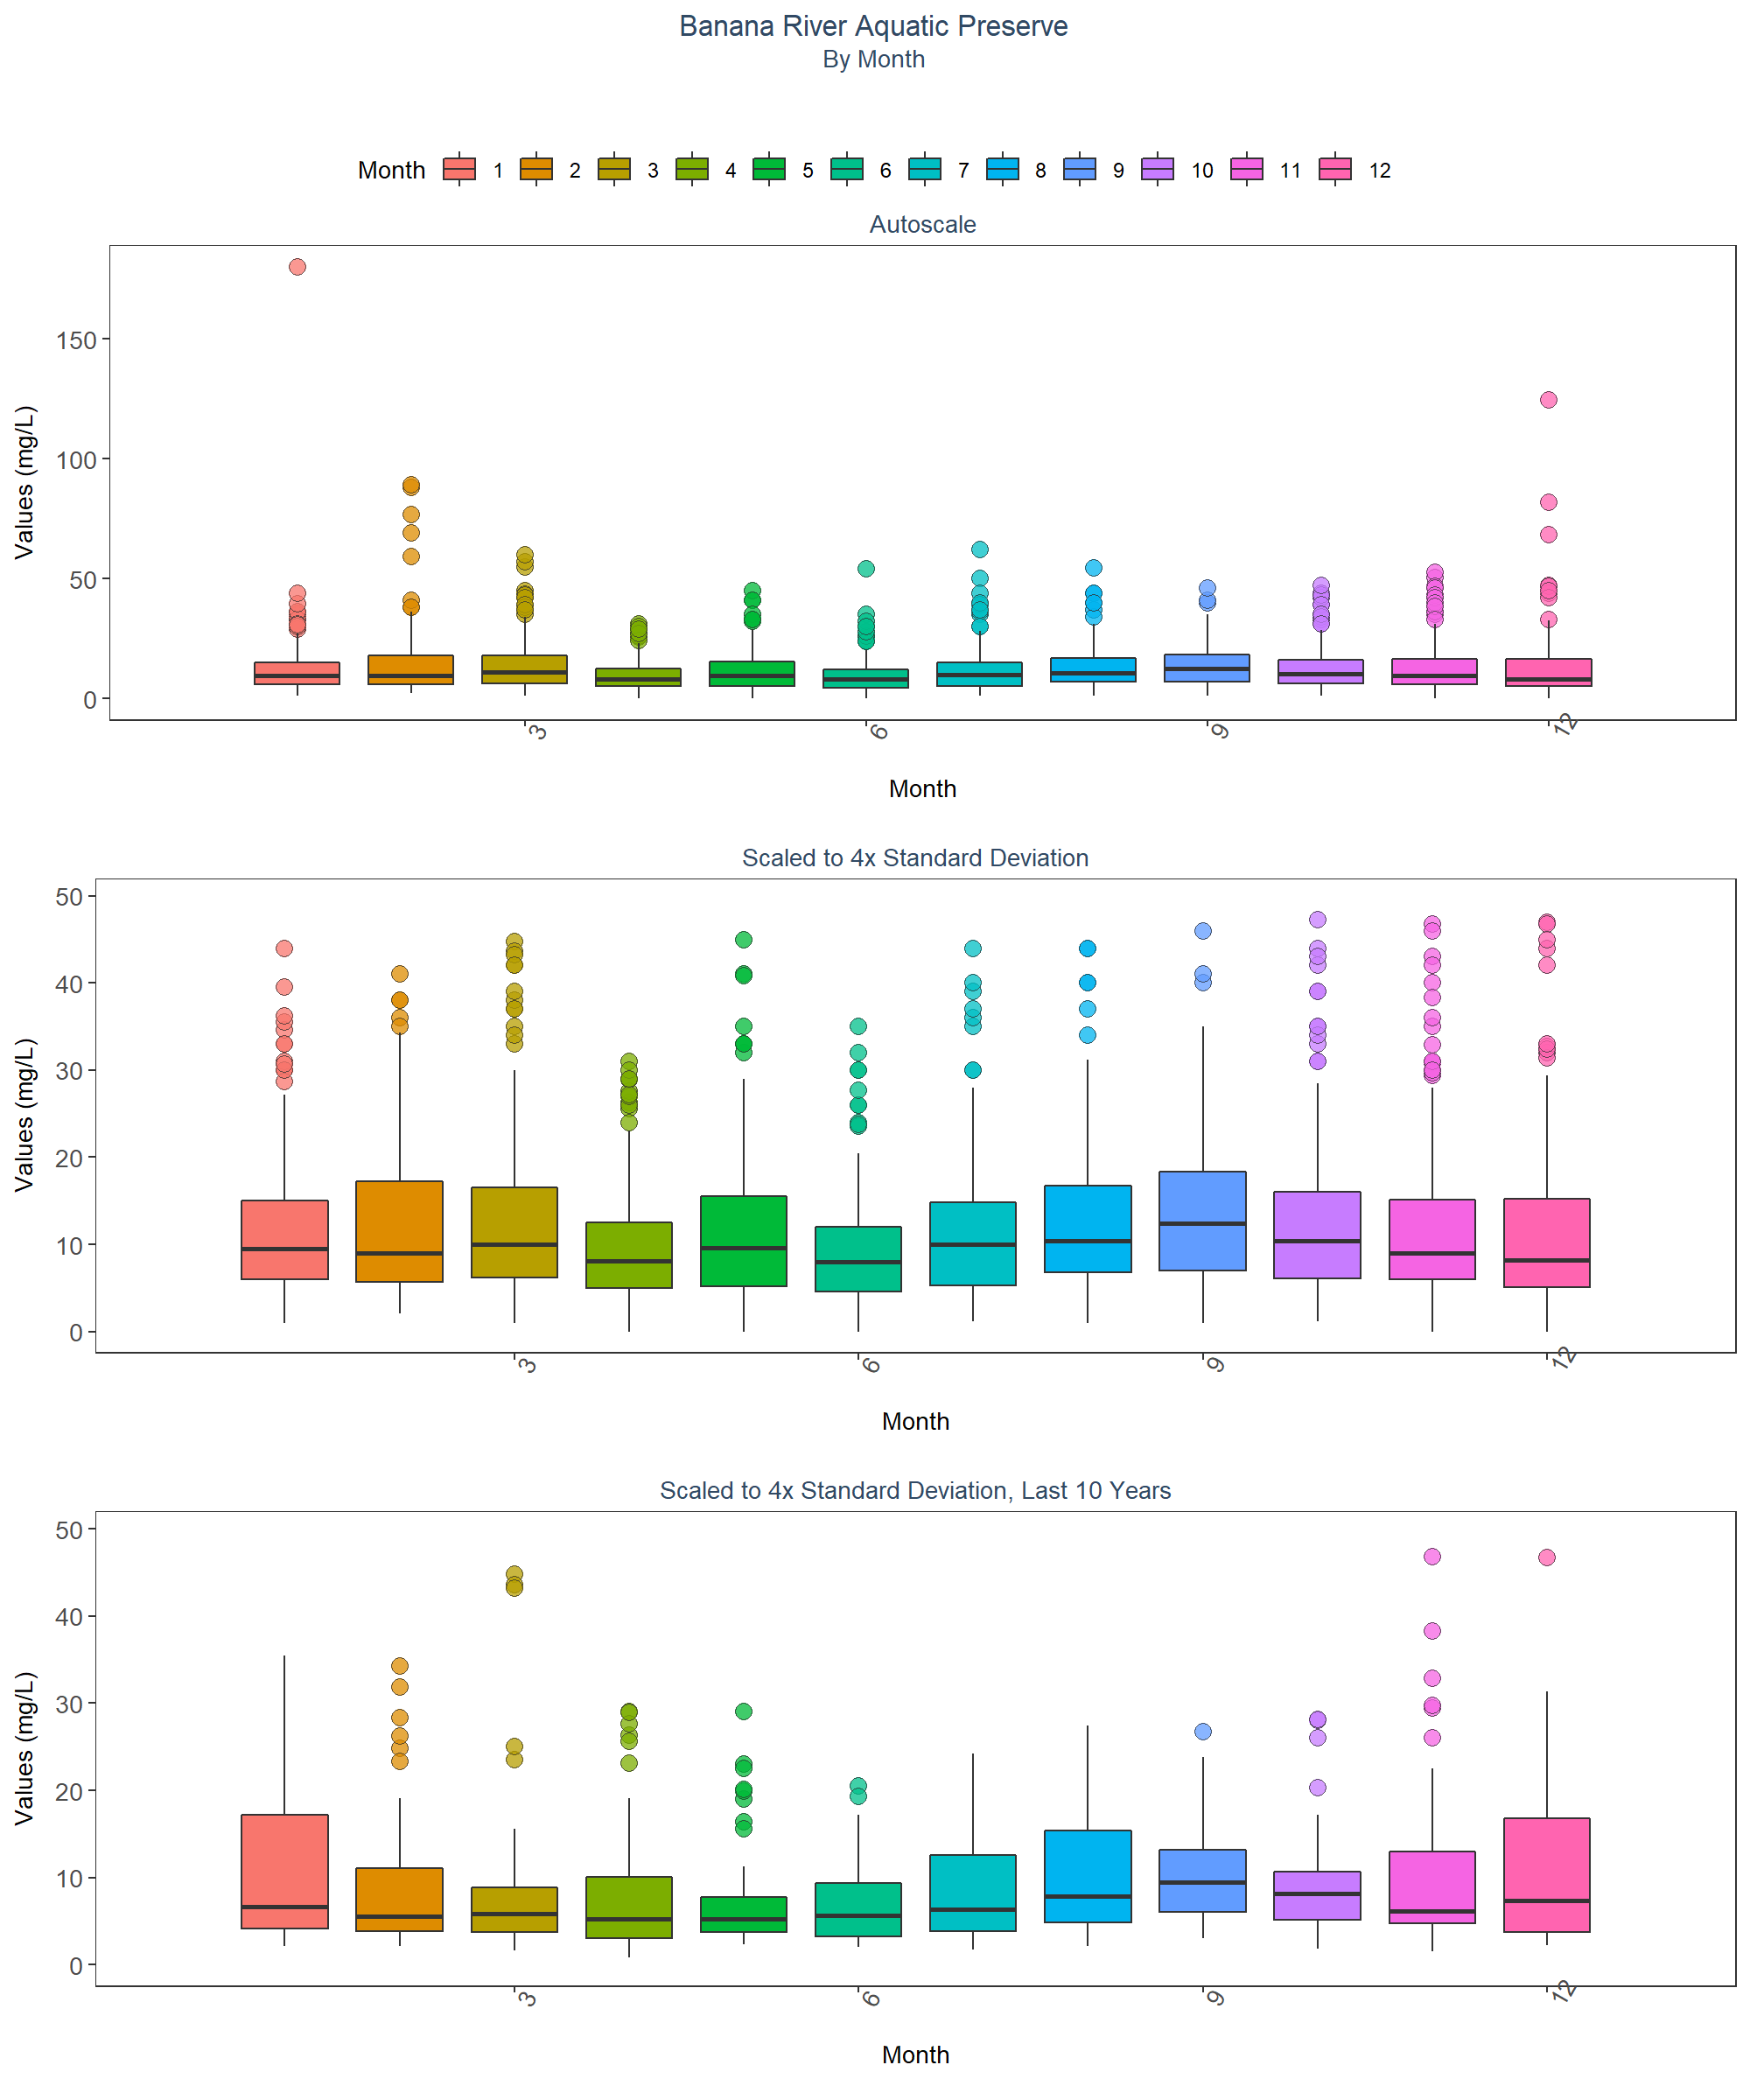 Banana River Aquatic Preserve
By Month
Month 1 2 3 4 5 6 7 8 9 10 11 12
Autoscale
150
100
50
0
Values (mg/L)
3 6 9 12
Month
Scaled to 4x Standard Deviation
50
40
30
20
10
0
Values (mg/L)
3 6 9 12
Month
Scaled to 4x Standard Deviation, Last 10 Years
50
40
30
20
10
0
Values (mg/L)
3 6 9 12
Month